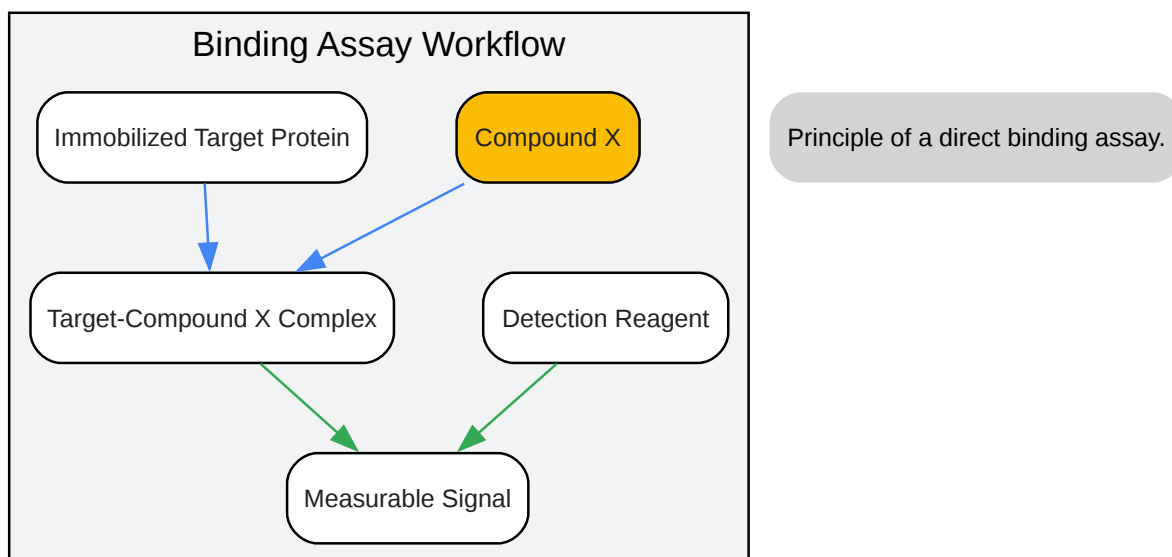 Binding Assay Workflow
Immobilized Target Protein
Compound X
Principle of a direct binding assay.
Target-Compound X Complex
Detection Reagent
Measurable Signal